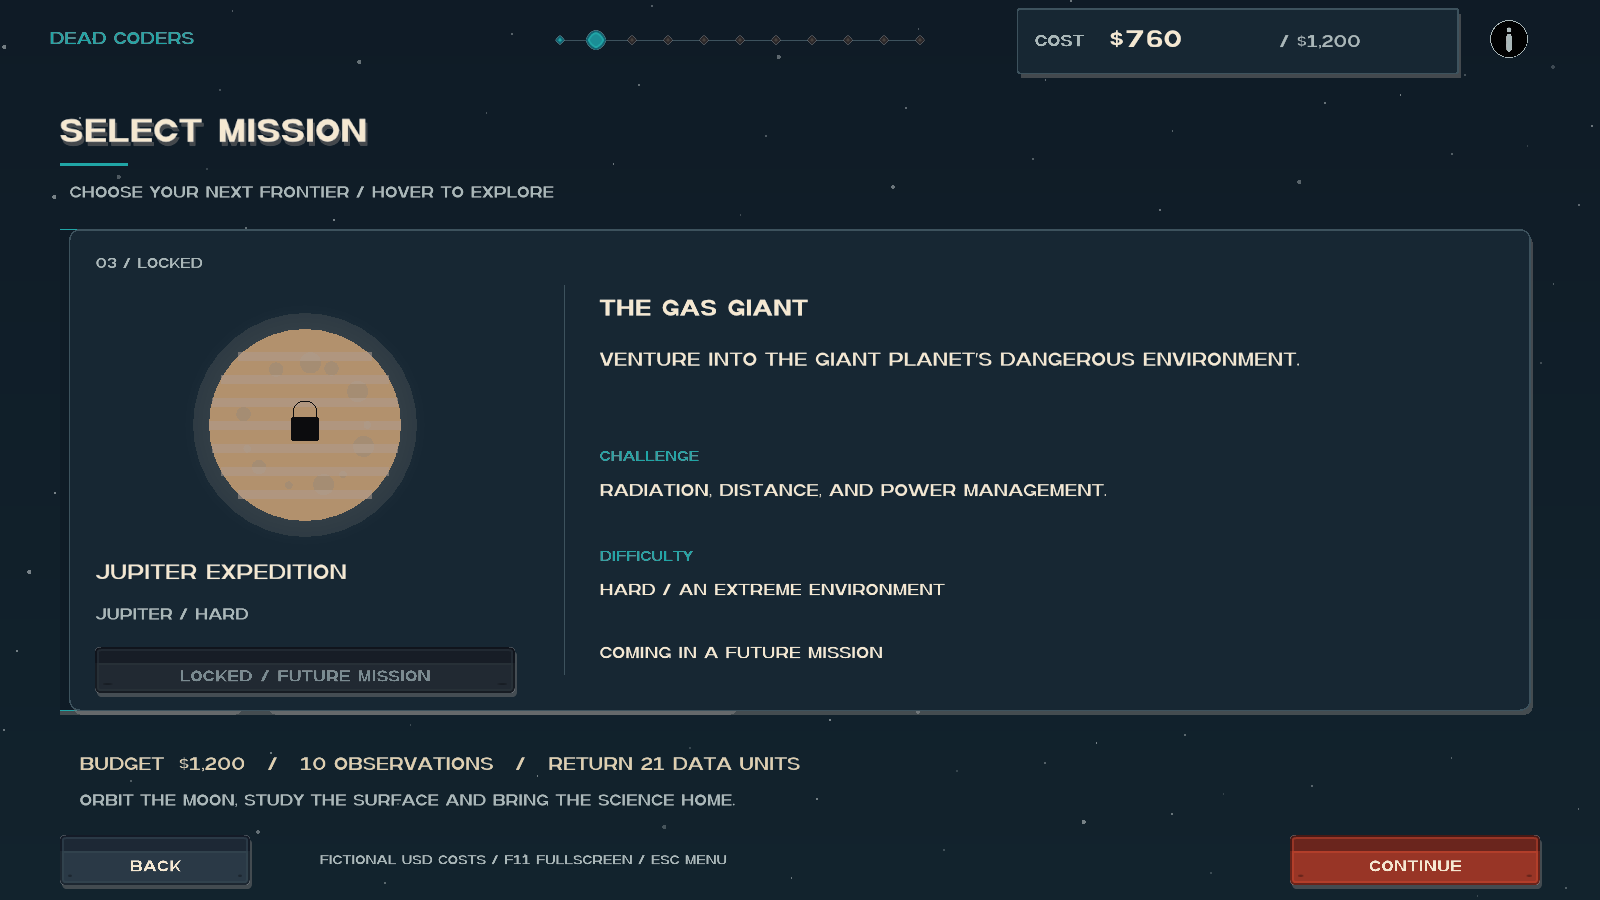 DEAD CODERS
COST $760 / $1,200
SELECT MISSION
CHOOSE YOUR NEXT FRONTIER / HOVER TO EXPLORE
03 / LOCKED
THE GAS GIANT
VENTURE INTO THE GIANT PLANET'S DANGEROUS ENVIRONMENT.
CHALLENGE
RADIATION, DISTANCE, AND POWER MANAGEMENT.
DIFFICULTY
HARD / AN EXTREME ENVIRONMENT
COMING IN A FUTURE MISSION
JUPITER EXPEDITION
JUPITER / HARD
LOCKED / FUTURE MISSION
BUDGET $1,200 / 10 OBSERVATIONS / RETURN 21 DATA UNITS
ORBIT THE MOON, STUDY THE SURFACE AND BRING THE SCIENCE HOME.
BACK
FICTIONAL USD COSTS / F11 FULLSCREEN / ESC MENU
CONTINUE